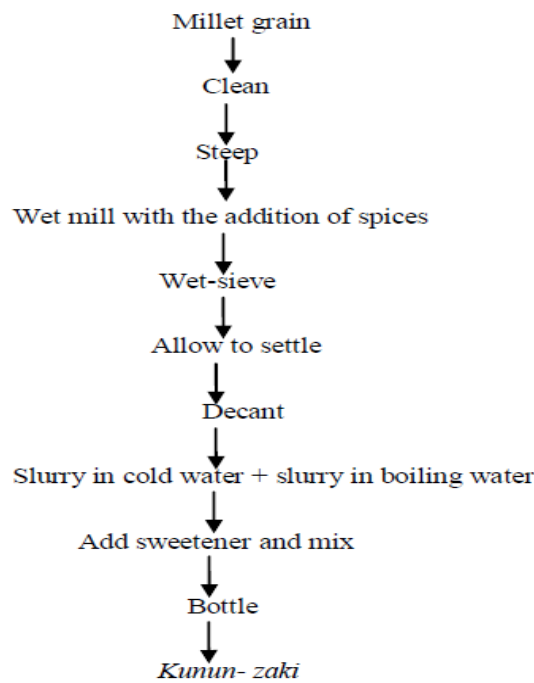 Millet grain
Clean
Steep
Wet mill with the addition of spices
Wet-sieve
Allow to settle
Decant
Slurry in cold water + slurry in boiling water
Add sweetener and mix
Bottle
Kunun- zaki